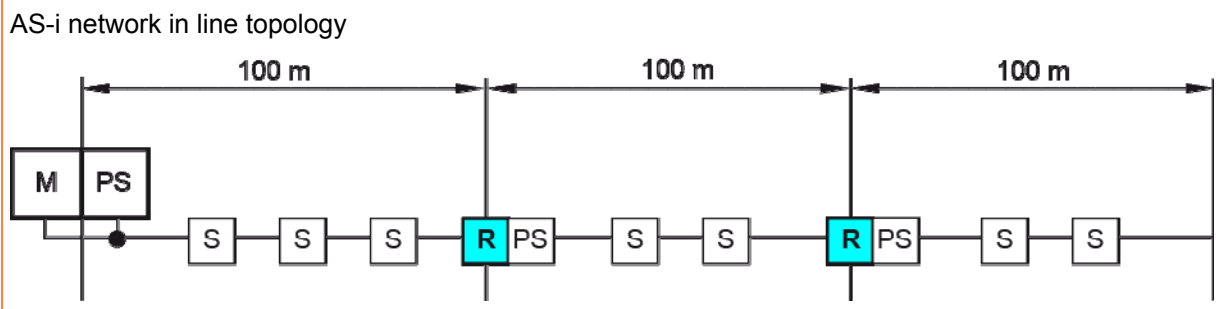 AS-i network in line topology
100 m 100 m 100 m
M PS
S S S R PS S S R PS S S